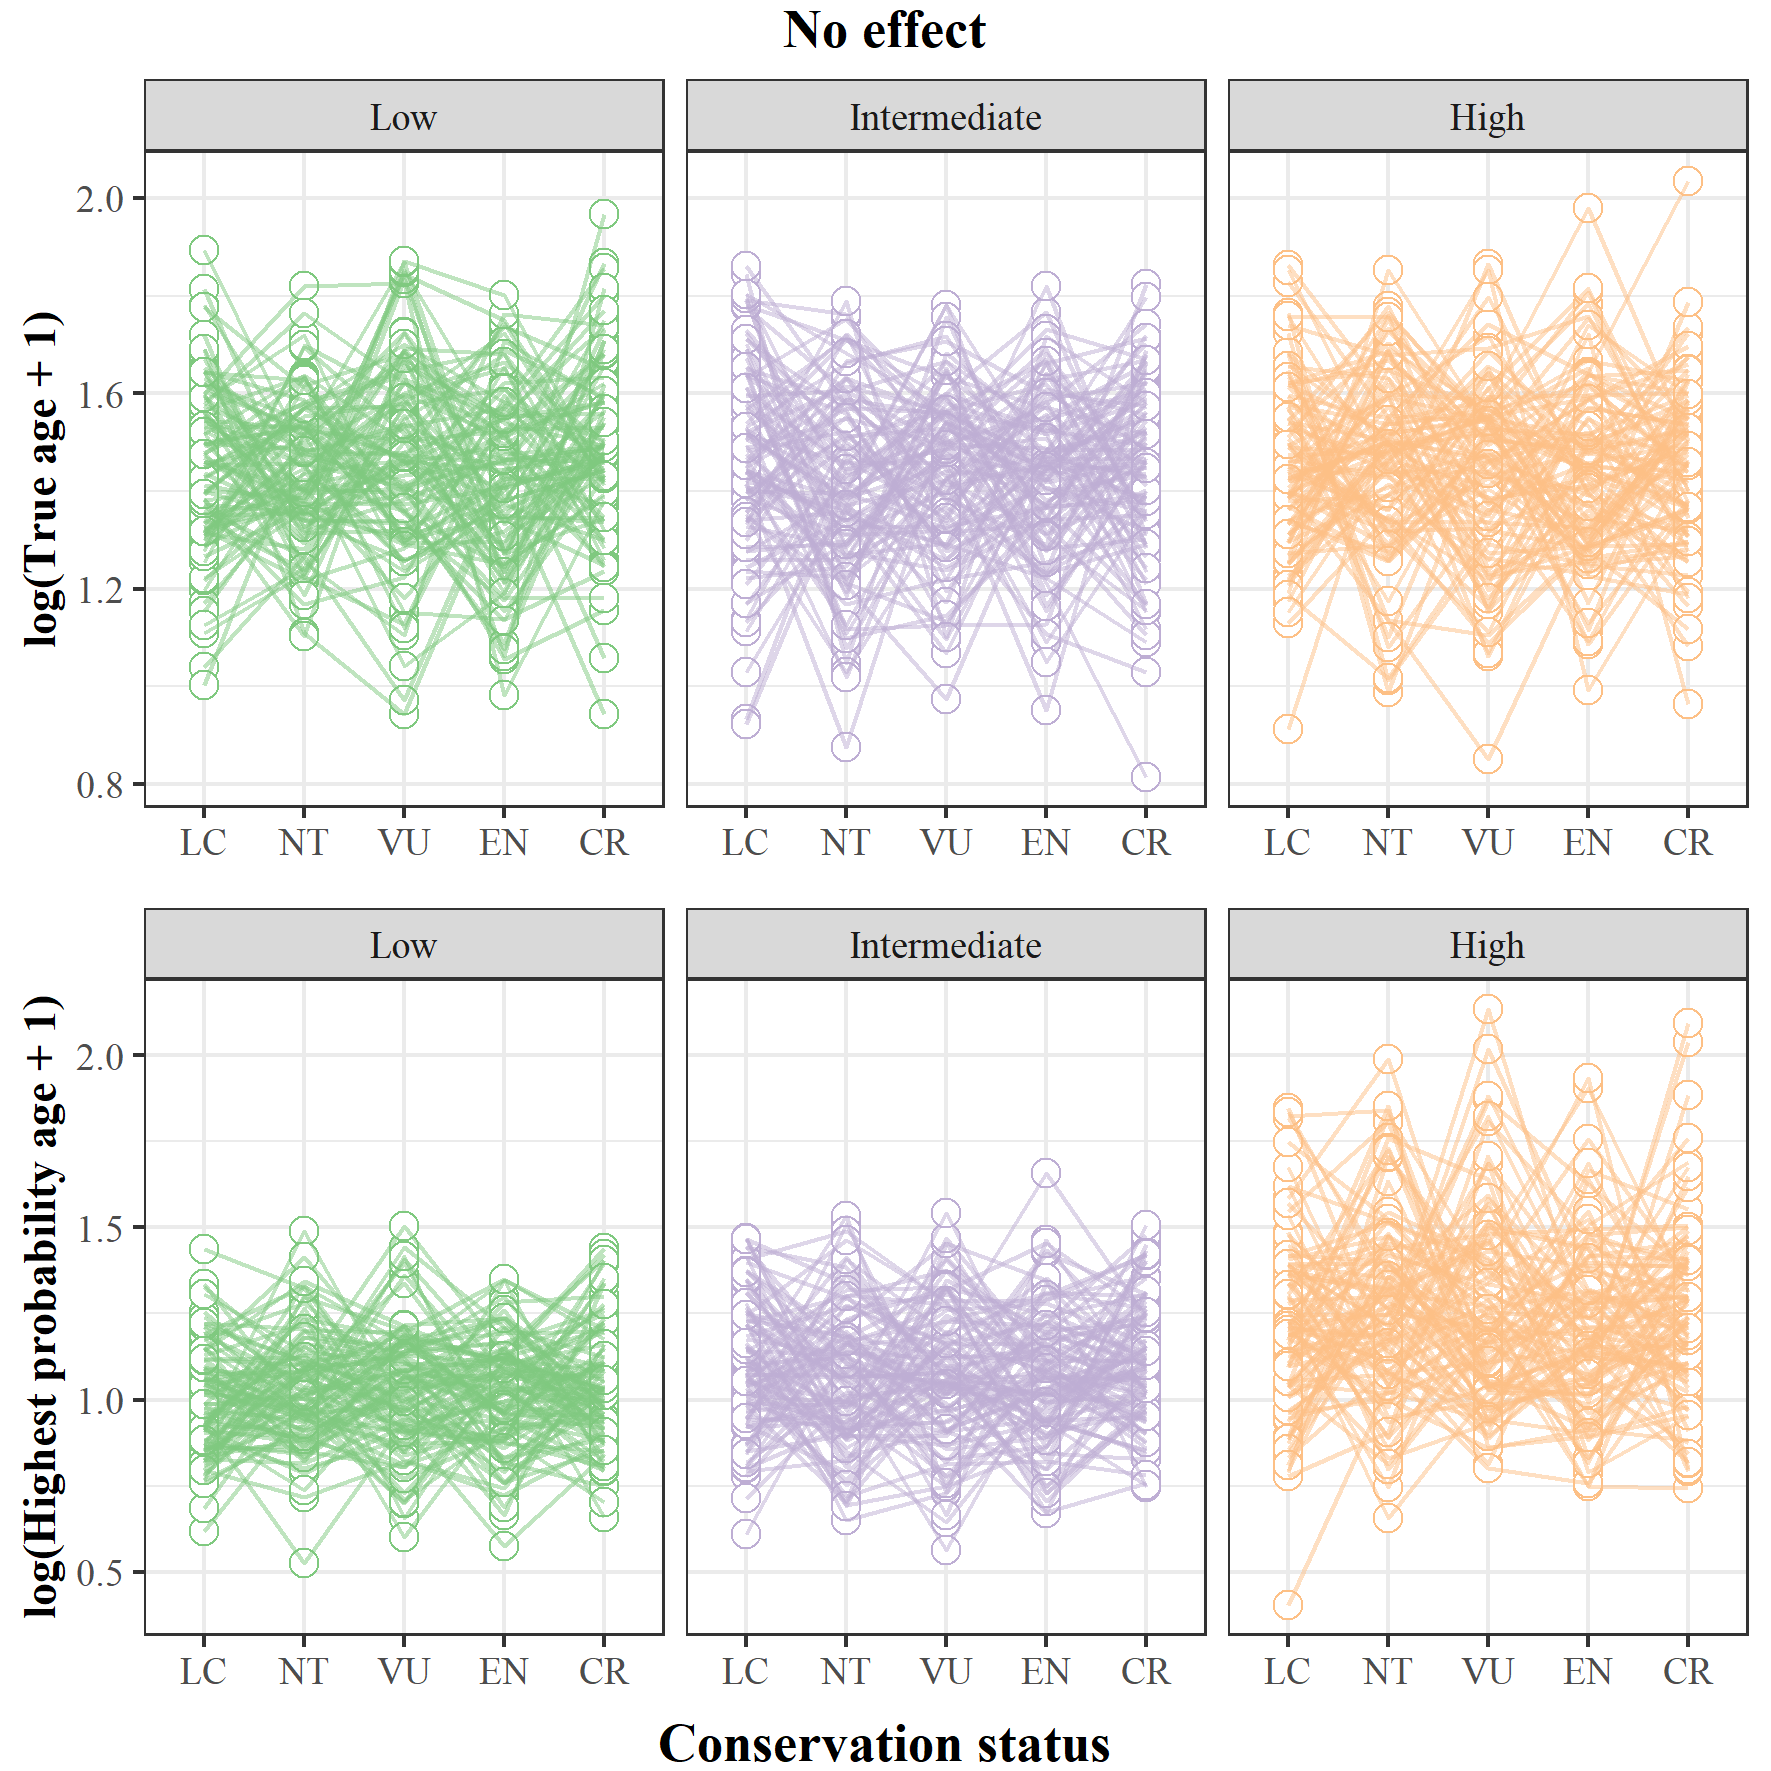 No effect
Low Intermediate High
log(True age + 1)
2.0
1.6
1.2
0.8
LC NT VU EN CR LC NT VU EN CR LC NT VU EN CR
Low Intermediate High
log(Highest probability age + 1)
2.0
1.5
1.0
0.5
LC NT VU EN CR LC NT VU EN CR LC NT VU EN CR
Conservation status